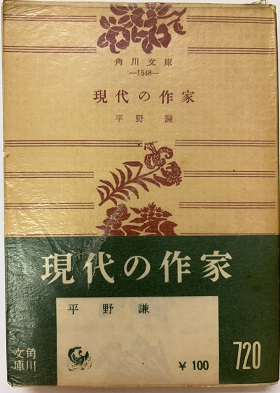 角川文庫
—1548—
現代の作家
平野 謙
現代の作家
平野 謙
角川文庫
￥100
720